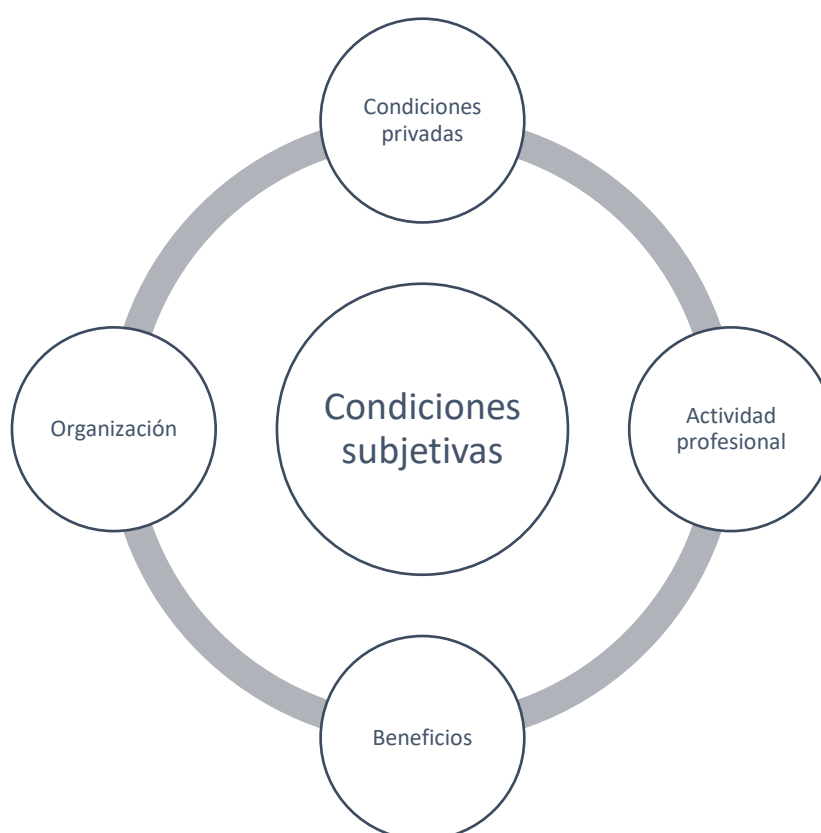 Condiciones
privadas
Condiciones
subjetivas
Organización
Actividad
profesional
Beneficios